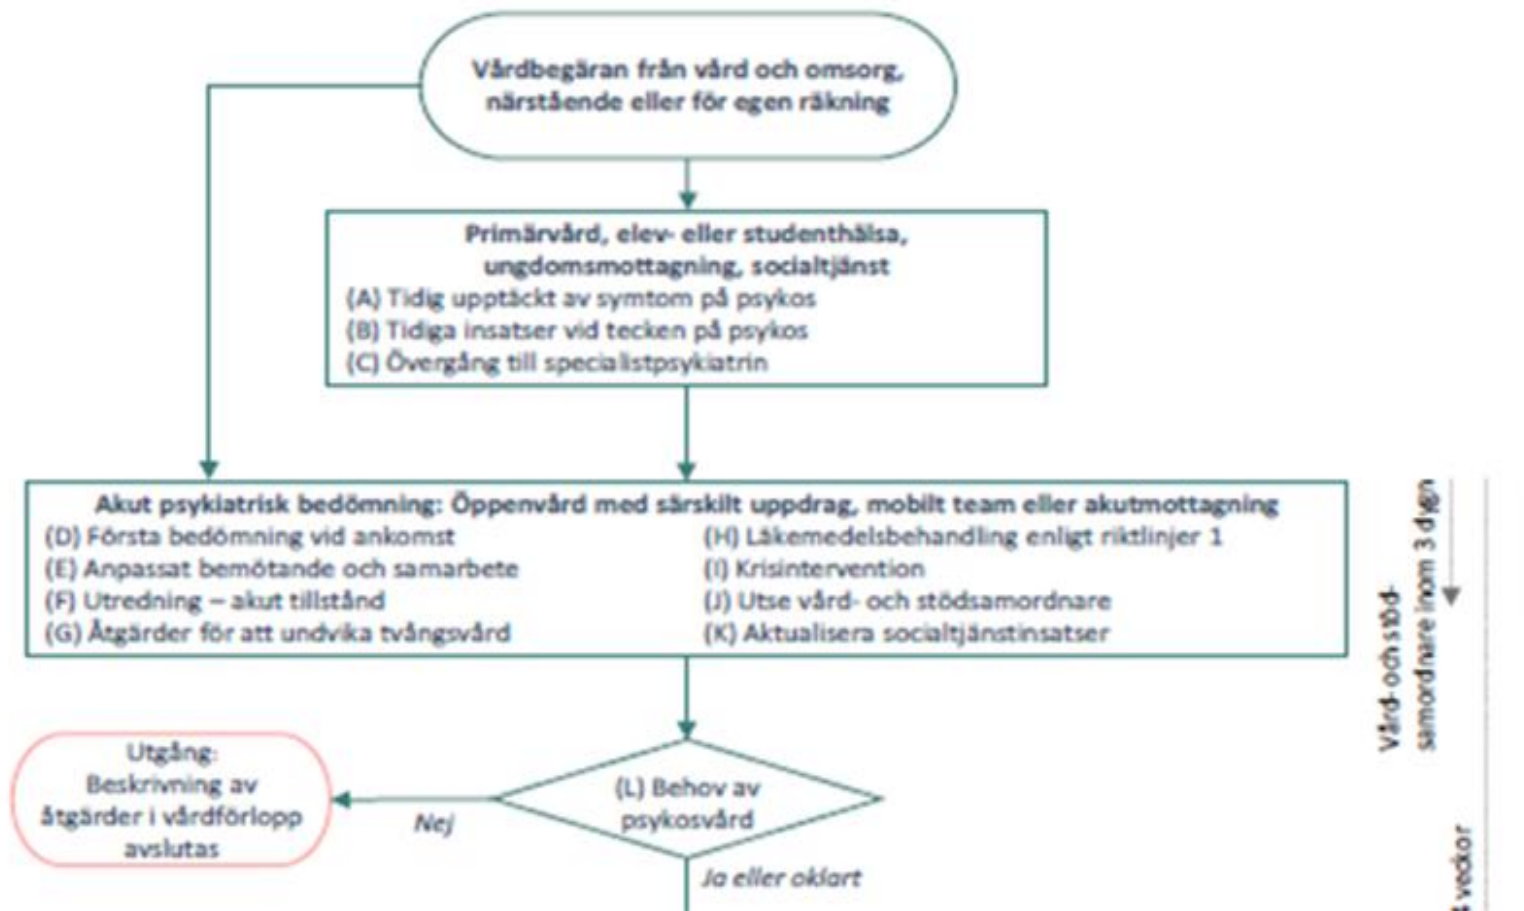 Vårdbegäran från vård och omsorg,
närstående eller för egen räkning
Primärvård, elev- eller studenthälsa,
ungdomsmottagning, socialtjänst
(A) Tidig upptäckt av symtom på psykos
(B) Tidiga insatser vid tecken på psykos
(C) Övergång till specialistpsykiatrin
Akut psykiatrisk bedömning: Öppenvård med särskilt uppdrag, mobilt team eller akutmottagning
(D) Första bedömning vid ankomst
(E) Anpassat bemötande och samarbete
(F) Utredning – akut tillstånd
(G) Åtgärder för att undvika tvångsvård
(H) Läkemedelsbehandling enligt riktlinjer 1
(I) Krisintervention
(J) Utse vård- och stödsamordnare
(K) Aktualisera socialtjänstinsatser
Vård- och stöd-
samordnare inom 3 dygn
(L) Behov av
psykosvård
Nej
Utgång:
Beskrivning av
åtgärder i vårdförlopp
avslutas
Ja eller oklart
veckor